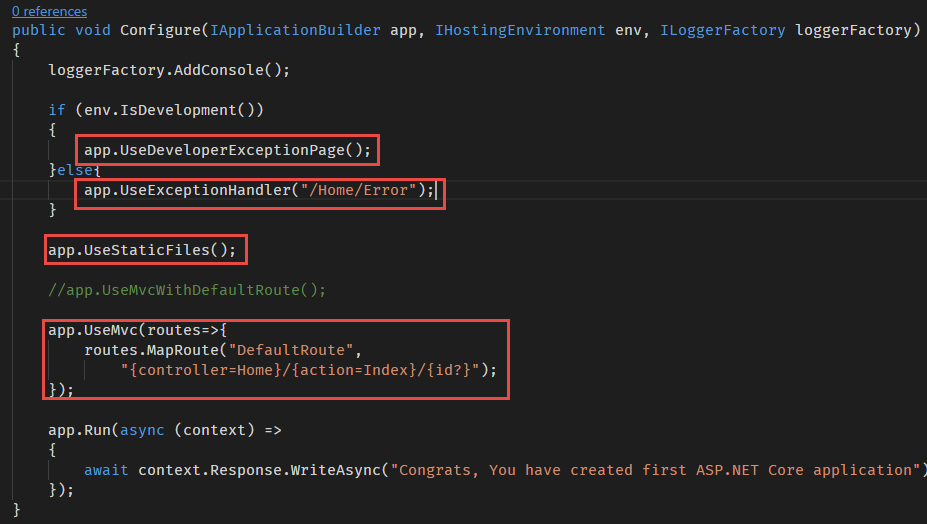 0 references
public void Configure(IApplicationBuilder app, IHostingEnvironment env, ILoggerFactory loggerFactory)
{
loggerFactory.AddConsole();
if (env.IsDevelopment())
{
app.UseDeveloperExceptionPage();
}else{
app.UseExceptionHandler("/Home/Error");
}
app.UseStaticFiles();
//app.UseMvcWithDefaultRoute();
app.UseMvc(routes=>{
routes.MapRoute("DefaultRoute",
"{controller=Home}/{action=Index}/{id?}");
});
app.Run(async (context) =>
{
await context.Response.WriteAsync("Congrats, You have created first ASP.NET Core application")
});
}